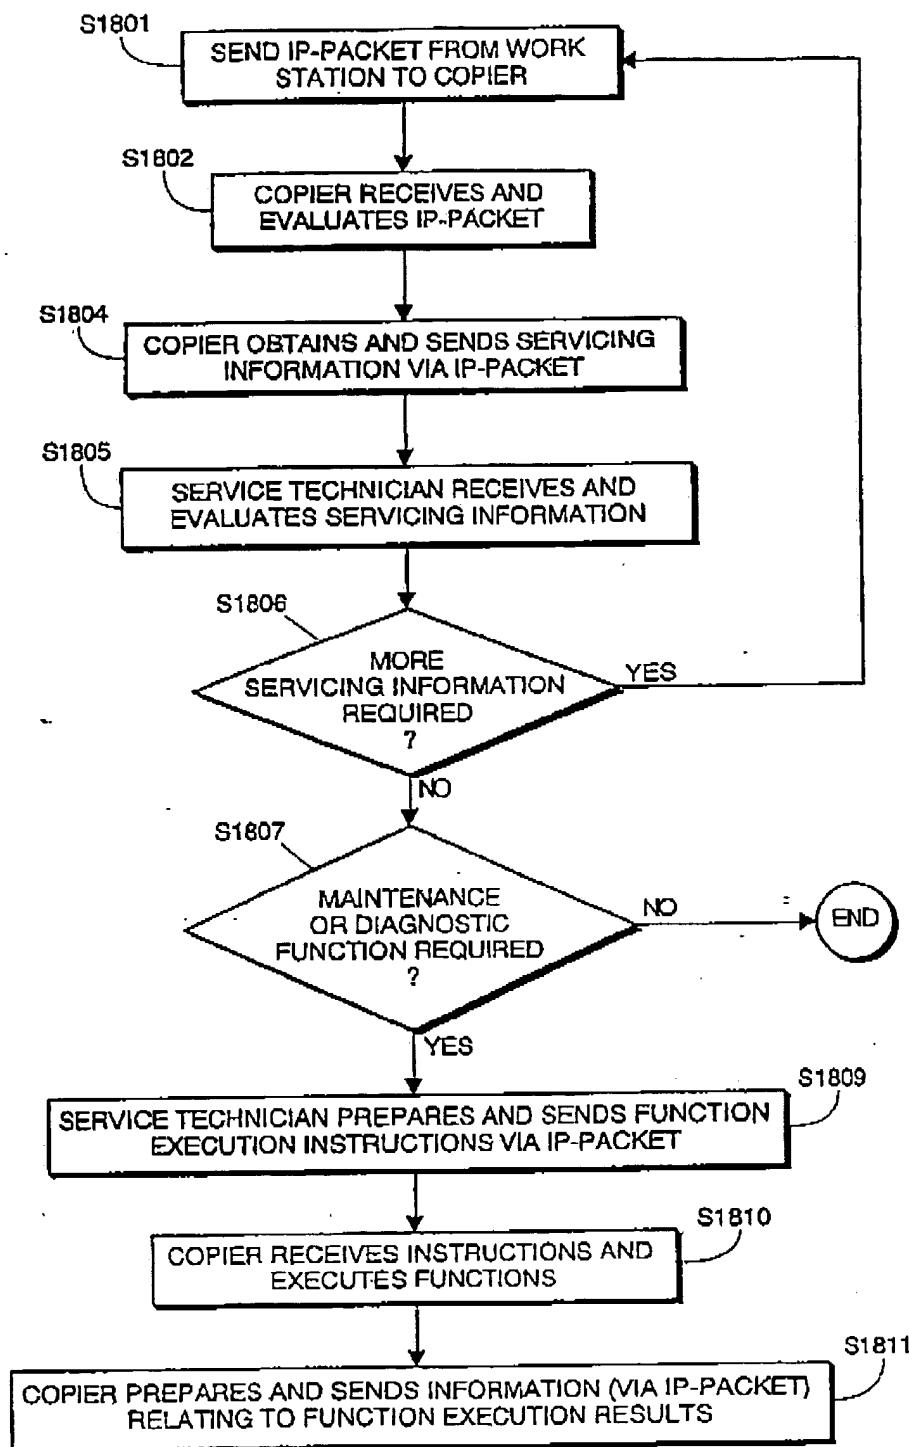 S1801
SEND IP-PACKET FROM WORK
STATION TO COPIER
S1802
COPIER RECEIVES AND
EVALUATES IP-PACKET
S1804
COPIER OBTAINS AND SENDS SERVICING
INFORMATION VIA IP-PACKET
S1805
SERVICE TECHNICIAN RECEIVES AND
EVALUATES SERVICING INFORMATION
S1806
MORE
SERVICING INFORMATION
REQUIRED
?
YES
NO
S1807
MAINTENANCE
OR DIAGNOSTIC
FUNCTION REQUIRED
?
NO
END
YES
S1809
SERVICE TECHNICIAN PREPARES AND SENDS FUNCTION
EXECUTION INSTRUCTIONS VIA IP-PACKET
S1810
COPIER RECEIVES INSTRUCTIONS AND
EXECUTES FUNCTIONS
S1811
COPIER PREPARES AND SENDS INFORMATION (VIA IP-PACKET)
RELATING TO FUNCTION EXECUTION RESULTS